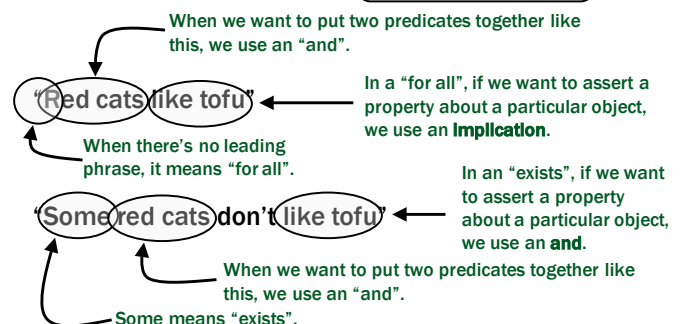 When we want to put two predicates together like
this, we use an “and”.
“Red cats like tofu”
In a “for all”, if we want to assert a
property about a particular object,
we use an Implication.
When there’s no leading
phrase, it means “for all”.
“Some red cats don’t like tofu”
In an “exists”, if we want
to assert a property
about a particular object,
we use an and.
When we want to put two predicates together like
this, we use an “and”.
Some means “exists”.